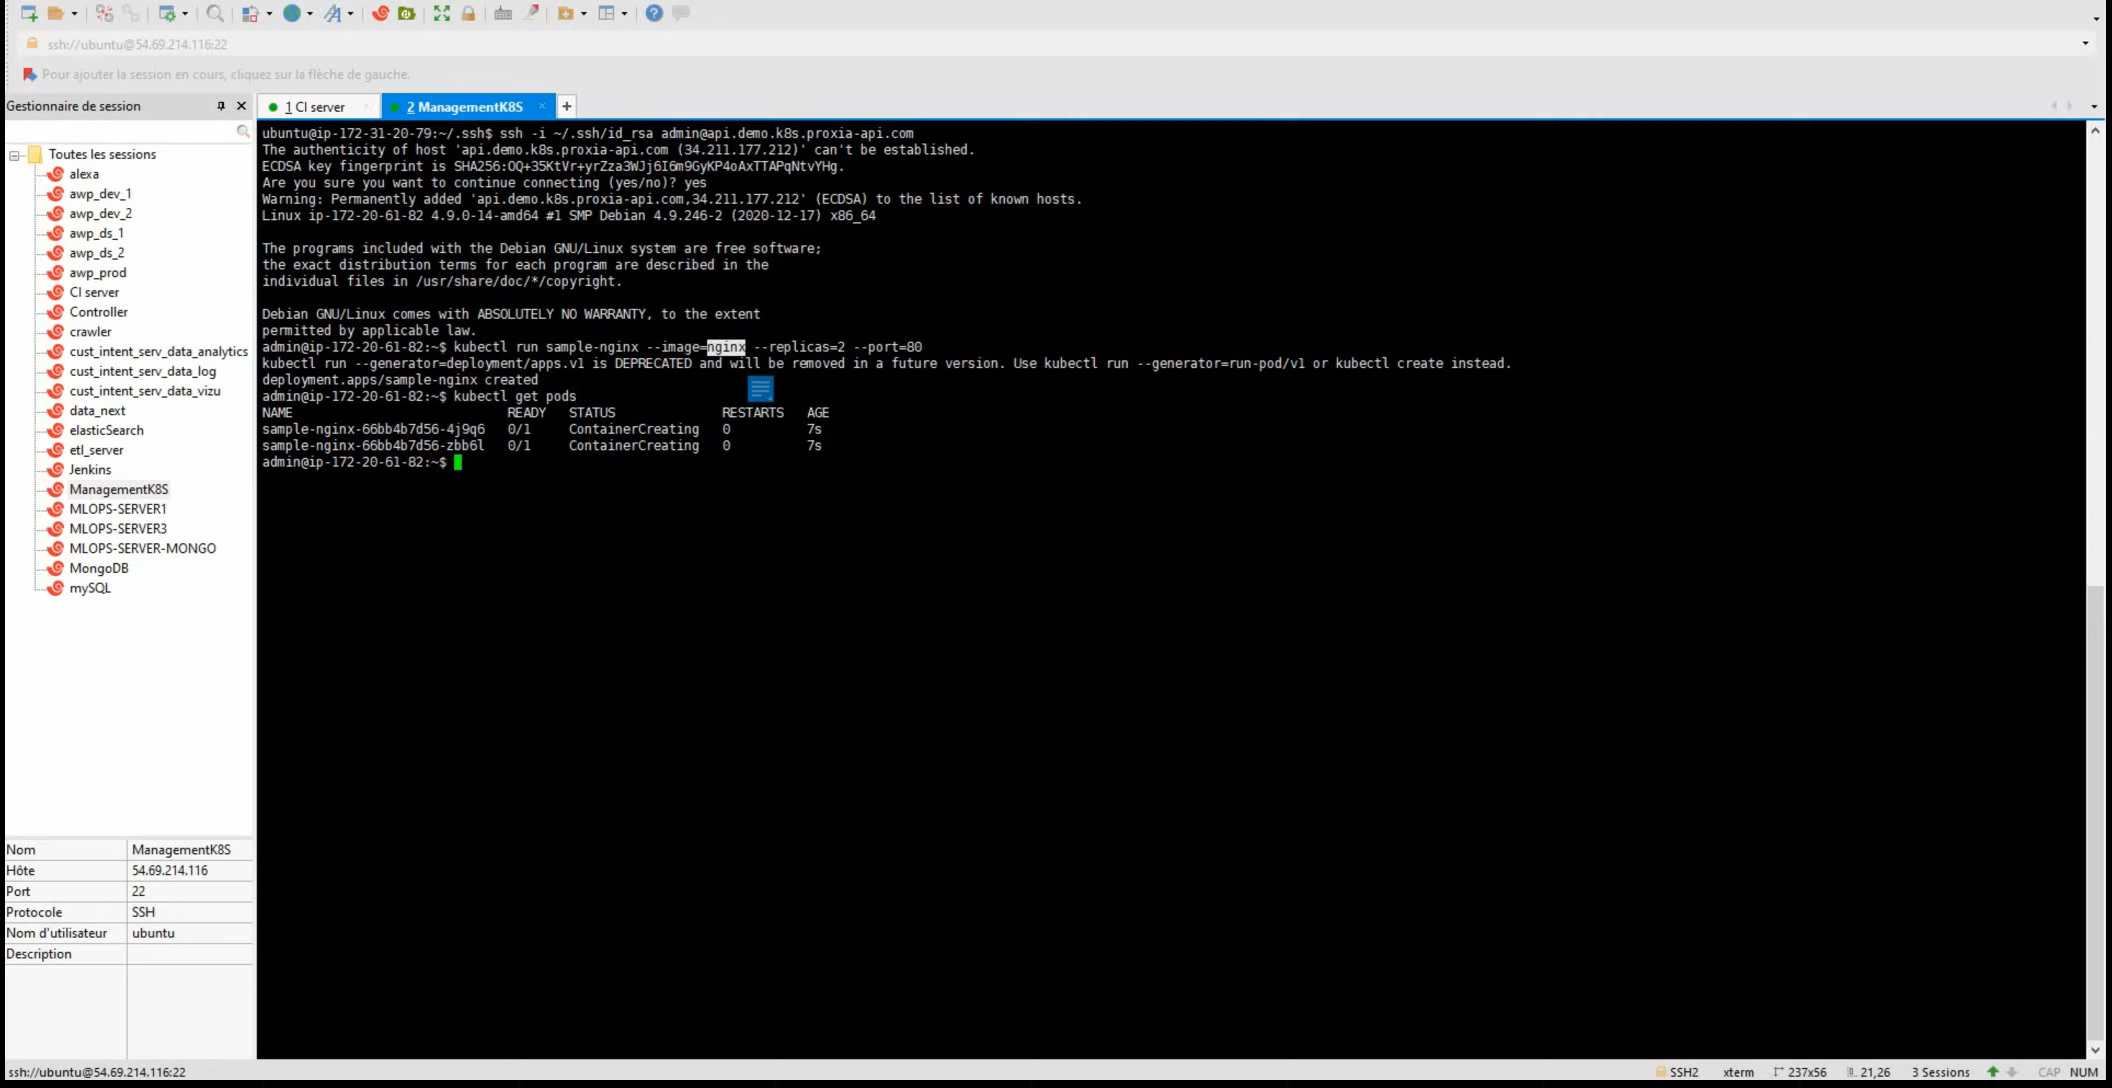 ssh://ubuntu@54.69.214.116:22
Pour ajouter la session en cours, cliquez sur la flèche de gauche.
Gestionnaire de session
1 CI server
2 ManagementK8S
Toutes les sessions
alexa
awp_dev_1
awp_dev_2
awp_ds_1
awp_ds_2
awp_prod
CI server
Controller
crawler
cust_intent_serv_data_analytics
cust_intent_serv_data_log
cust_intent_serv_data_vizu
data_next
elasticSearch
etl_server
Jenkins
ManagementK8S
MLOPS-SERVER1
MLOPS-SERVER3
MLOPS-SERVER-MONGO
MongoDB
mySQL
Nom ManagementK8S
Hôte 54.69.214.116
Port 22
Protocole SSH
Nom d'utilisateur ubuntu
Description
ubuntu@ip-172-31-20-79:~/.ssh$ ssh -i ~/.ssh/id_rsa admin@api.demo.k8s.proxia-api.com
The authenticity of host 'api.demo.k8s.proxia-api.com (34.211.177.212)' can't be established.
ECDSA key fingerprint is SHA256:OQ+35KtVr+yrZza3WJj6I6m9GyKP4oAxTTAPqNtvYHg.
Are you sure you want to continue connecting (yes/no)? yes
Warning: Permanently added 'api.demo.k8s.proxia-api.com,34.211.177.212' (ECDSA) to the list of known hosts.
Linux ip-172-20-61-82 4.9.0-14-amd64 #1 SMP Debian 4.9.246-2 (2020-12-17) x86_64
The programs included with the Debian GNU/Linux system are free software;
the exact distribution terms for each program are described in the
individual files in /usr/share/doc/*/copyright.
Debian GNU/Linux comes with ABSOLUTELY NO WARRANTY, to the extent
permitted by applicable law.
admin@ip-172-20-61-82:~$ kubectl run sample-nginx --image=nginx --replicas=2 --port=80
kubectl run --generator=deployment/apps.v1 is DEPRECATED and will be removed in a future version. Use kubectl run --generator=run-pod/v1 or kubectl create instead.
deployment.apps/sample-nginx created
admin@ip-172-20-61-82:~$ kubectl get pods
NAME READY STATUS RESTARTS AGE
sample-nginx-66bb4b7d56-4j9q6 0/1 ContainerCreating 0 7s
sample-nginx-66bb4b7d56-zbb6l 0/1 ContainerCreating 0 7s
admin@ip-172-20-61-82:~$
ssh://ubuntu@54.69.214.116:22
SSH2 xterm 237x56 21,26 3 Sessions CAP NUM